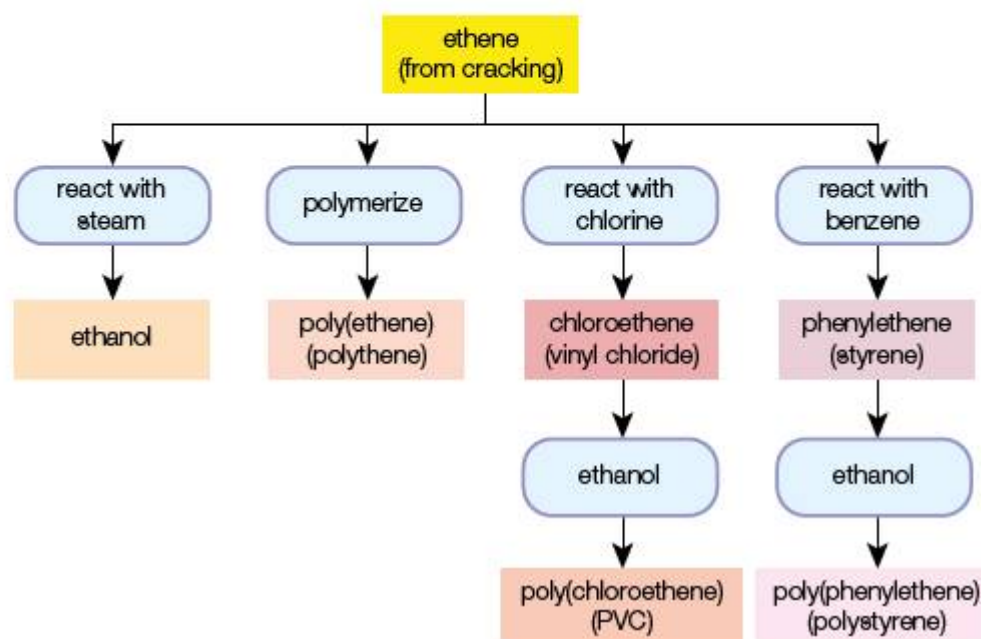 ethene
(from cracking)
react with
steam
polymerize
react with
chlorine
react with
benzene
ethanol
poly(ethene)
(polythene)
chloroethene
(vinyl chloride)
phenylethene
(styrene)
ethanol
ethanol
poly(chloroethene)
(PVC)
poly(phenylethene)
(polystyrene)